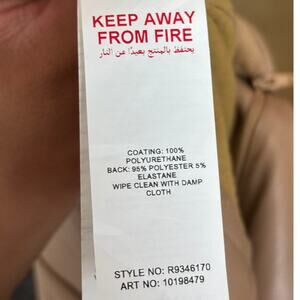 KEEP AWAY
FROM FIRE
يحتفظ بالمنتج بعيدًا عن النار
COATING: 100%
POLYURETHANE
BACK: 95% POLYESTER 5%
ELASTANE
WIPE CLEAN WITH DAMP
CLOTH
STYLE NO: R9346170
ART NO: 10198479